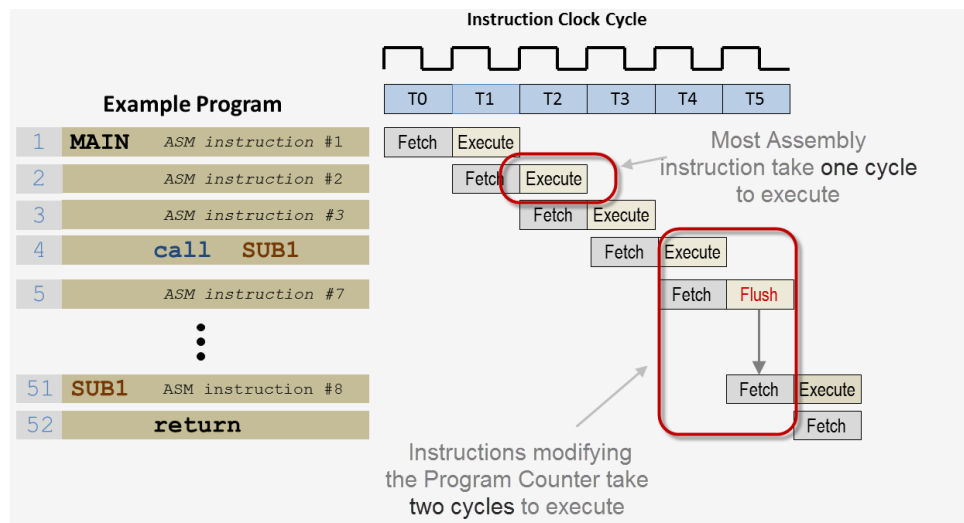 Instruction Clock Cycle
T0 T1 T2 T3 T4 T5
Example Program
1 MAIN ASM instruction #1 Fetch Execute
Most Assembly
instruction take one cycle
to execute
2 ASM instruction #2 Fetch Execute
3 ASM instruction #3 Fetch Execute
4 call SUB1 Fetch Execute
5 ASM instruction #7 Fetch Flush
51 SUB1 ASM instruction #8 Fetch Execute
52 return Fetch
Instructions modifying
the Program Counter take
two cycles to execute